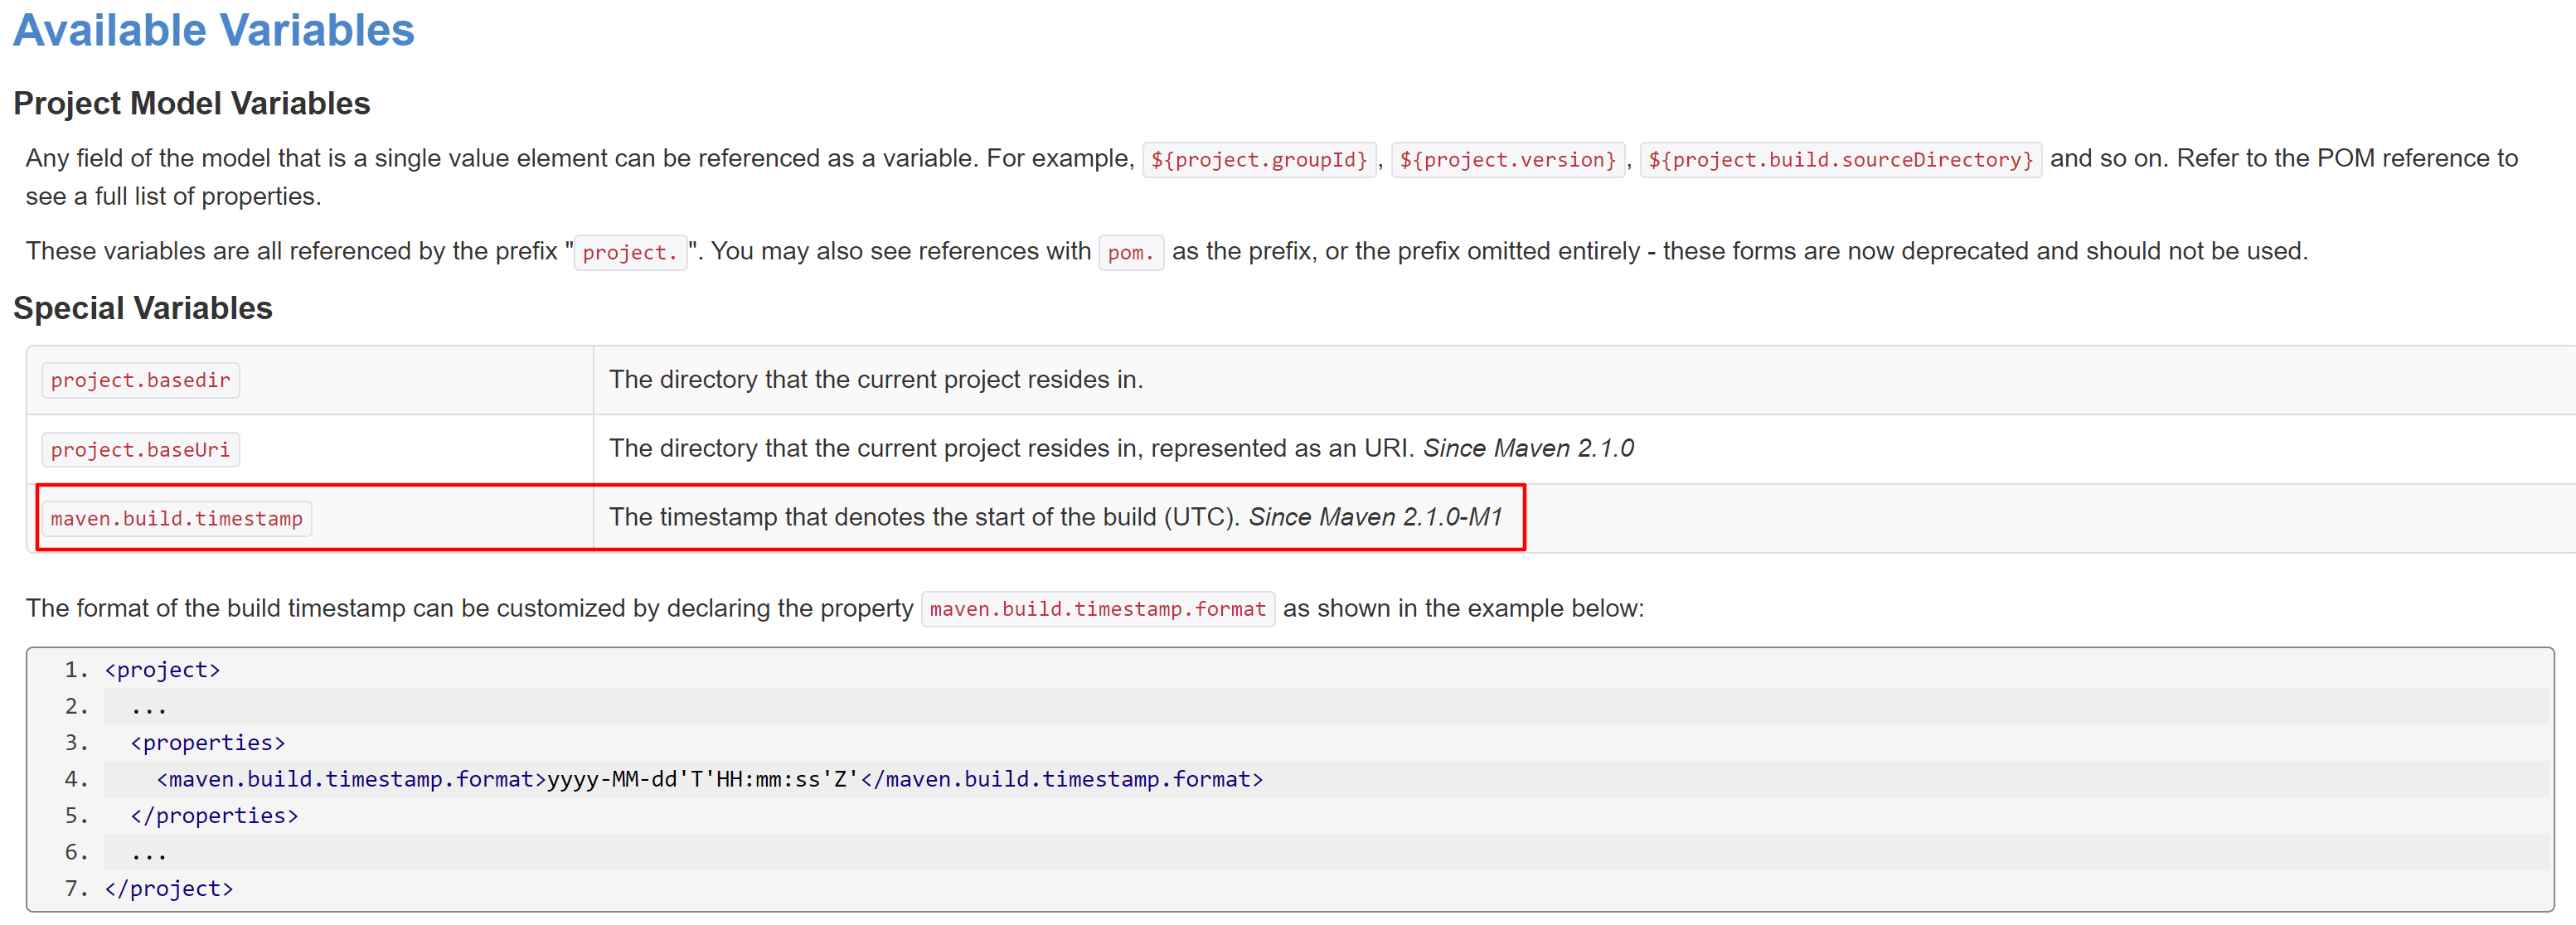 Available Variables
Project Model Variables
Any field of the model that is a single value element can be referenced as a variable. For example, ${project.groupId}, ${project.version}, ${project.build.sourceDirectory} and so on. Refer to the POM reference to
see a full list of properties.
These variables are all referenced by the prefix "project.". You may also see references with pom. as the prefix, or the prefix omitted entirely - these forms are now deprecated and should not be used.
Special Variables
project.basedir The directory that the current project resides in.
project.baseUri The directory that the current project resides in, represented as an URI. Since Maven 2.1.0
maven.build.timestamp The timestamp that denotes the start of the build (UTC). Since Maven 2.1.0-M1
The format of the build timestamp can be customized by declaring the property maven.build.timestamp.format as shown in the example below:
1. <project>
2.   ...
3.   <properties>
4.     <maven.build.timestamp.format>yyyy-MM-dd'T'HH:mm:ss'Z'</maven.build.timestamp.format>
5.   </properties>
6.   ...
7. </project>